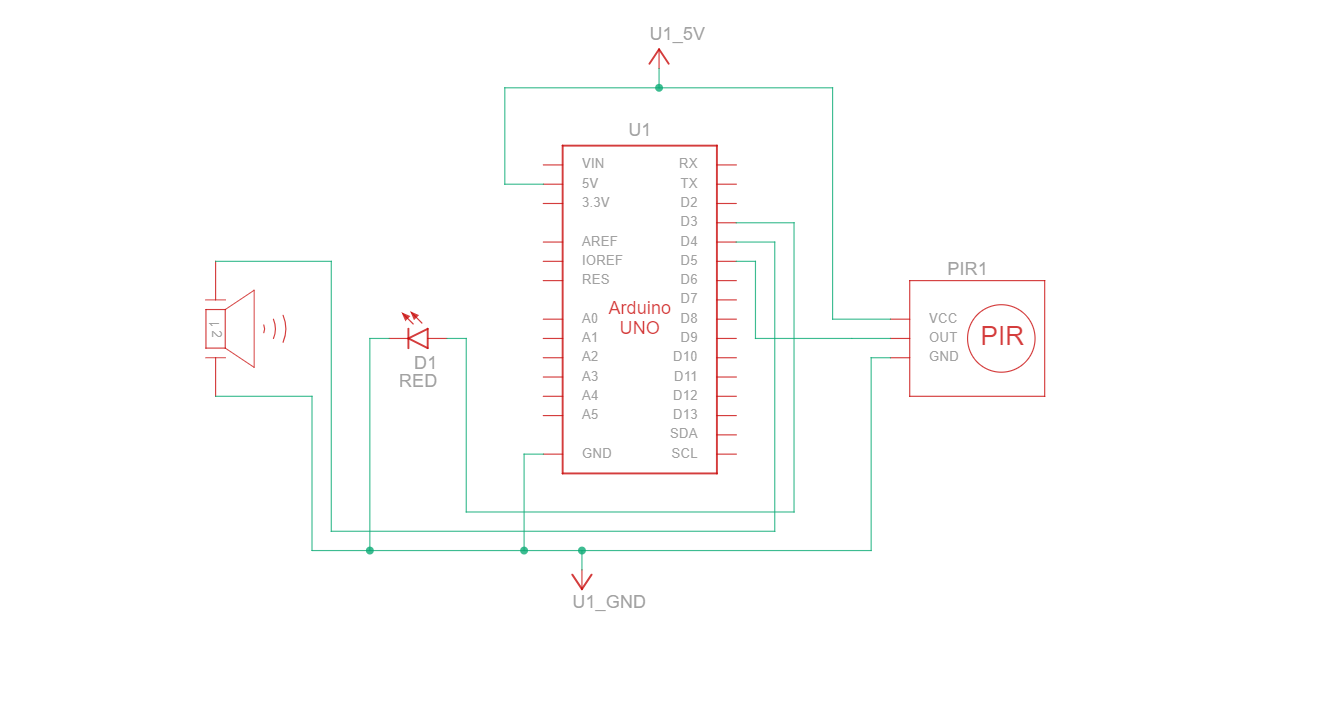 U1_5V
U1
VIN
5V
3.3V
AREF
IOREF
RES
A0
A1
A2
A3
A4
A5
GND
Arduino
UNO
RX
TX
D2
D3
D4
D5
D6
D7
D8
D9
D10
D11
D12
D13
SDA
SCL
1 2
D1
RED
PIR1
VCC
OUT
GND
PIR
U1_GND